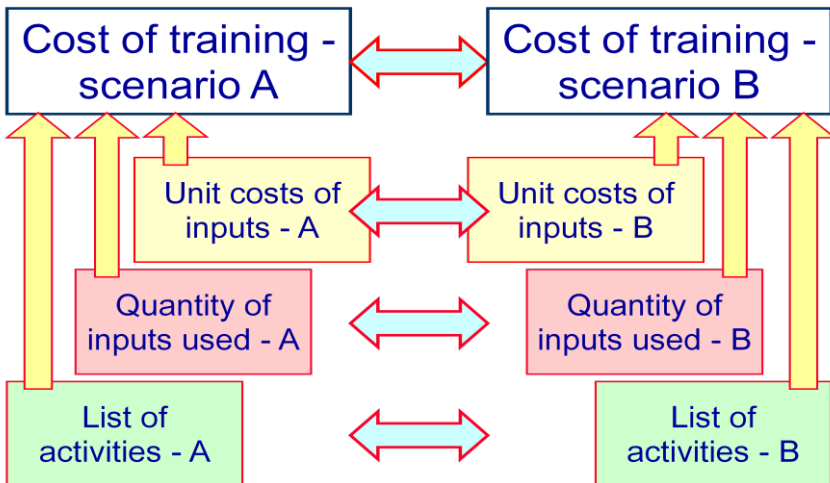 Cost of training -
scenario A
Cost of training -
scenario B
Unit costs of
inputs - A
Unit costs of
inputs - B
Quantity of
inputs used - A
Quantity of
inputs used - B
List of
activities - A
List of
activities - B